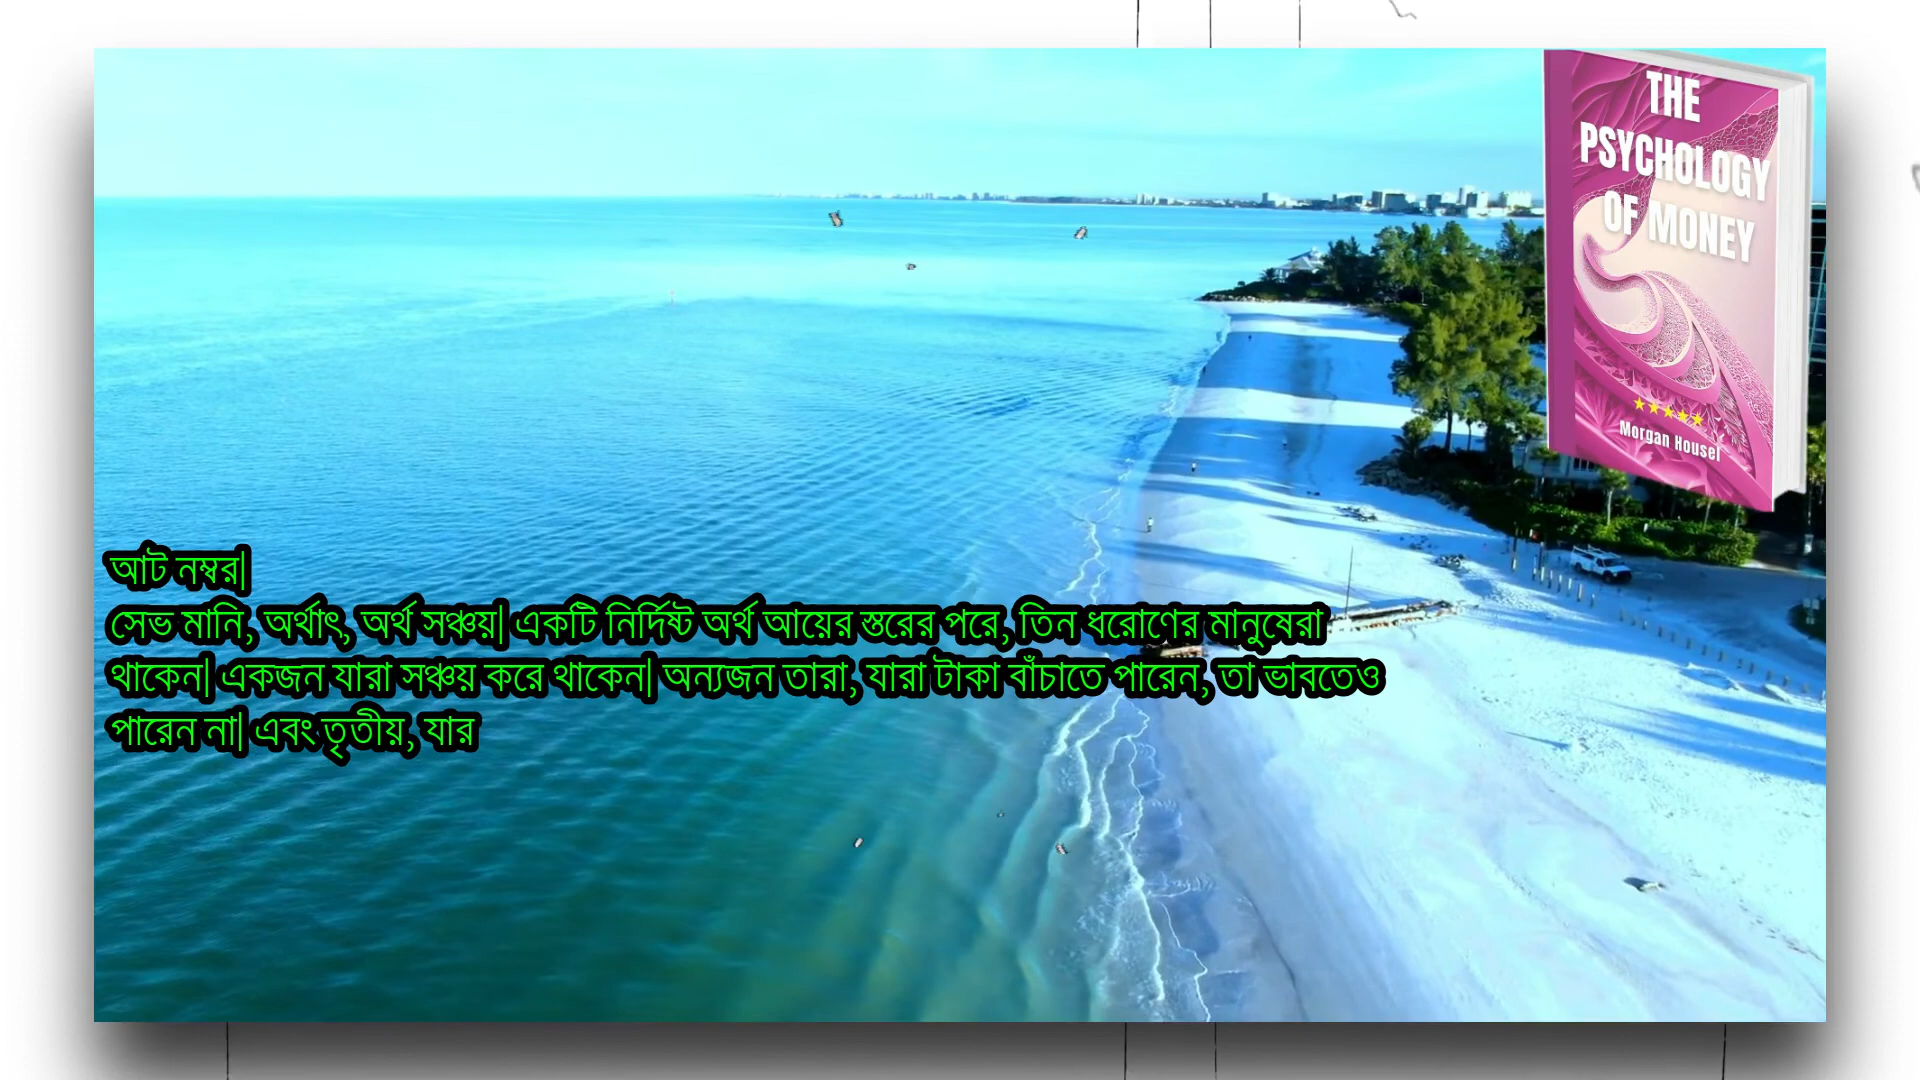 THE
PSYCHOLOGY
OF MONEY
Morgan Housel
আট নম্বর|
সেভ মানি, অর্থাৎ, অর্থ সঞ্চয়| একটি নির্দিষ্ট অর্থ আয়ের স্তরের পরে, তিন ধরোণের মানুষেরা
থাকেন| একজন যারা সঞ্চয় করে থাকেন| অন্যজন তারা, যারা টাকা বাঁচাতে পারেন, তা ভাবতেও
পারেন না| এবং তৃতীয়, যার